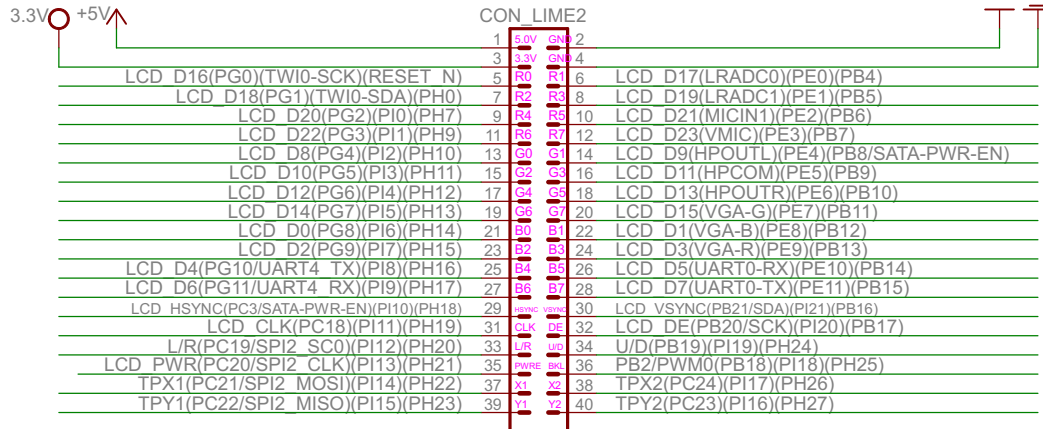 3.3V +5V CON_LIME2
1 5.0V GND 2
3 3.3V GND 4
LCD_D16(PG0)(TWI0-SCK)(RESET_N) 5 R0 R1 6 LCD_D17(LRADC0)(PE0)(PB4)
LCD_D18(PG1)(TWI0-SDA)(PH0) 7 R2 R3 8 LCD_D19(LRADC1)(PE1)(PB5)
LCD_D20(PG2)(PI0)(PH7) 9 R4 R5 10 LCD_D21(MICIN1)(PE2)(PB6)
LCD_D22(PG3)(PI1)(PH9) 11 R6 R7 12 LCD_D23(VMIC)(PE3)(PB7)
LCD_D8(PG4)(PI2)(PH10) 13 G0 G1 14 LCD_D9(HPOUTL)(PE4)(PB8/SATA-PWR-EN)
LCD_D10(PG5)(PI3)(PH11) 15 G2 G3 16 LCD_D11(HPCOM)(PE5)(PB9)
LCD_D12(PG6)(PI4)(PH12) 17 G4 G5 18 LCD_D13(HPOUTR)(PE6)(PB10)
LCD_D14(PG7)(PI5)(PH13) 19 G6 G7 20 LCD_D15(VGA-G)(PE7)(PB11)
LCD_D0(PG8)(PI6)(PH14) 21 B0 B1 22 LCD_D1(VGA-B)(PE8)(PB12)
LCD_D2(PG9)(PI7)(PH15) 23 B2 B3 24 LCD_D3(VGA-R)(PE9)(PB13)
LCD_D4(PG10/UART4_TX)(PI8)(PH16) 25 B4 B5 26 LCD_D5(UART0-RX)(PE10)(PB14)
LCD_D6(PG11/UART4_RX)(PI9)(PH17) 27 B6 B7 28 LCD_D7(UART0-TX)(PE11)(PB15)
LCD_HSYNC(PC3/SATA-PWR-EN)(PI10)(PH18) 29 HSYNC VSYNC 30 LCD_VSYNC(PB21/SDA)(PI21)(PB16)
LCD_CLK(PC18)(PI11)(PH19) 31 CLK DE 32 LCD_DE(PB20/SCK)(PI20)(PB17)
L/R(PC19/SPI2_SC0)(PI12)(PH20) 33 L/R U/D 34 U/D(PB19)(PI19)(PH24)
LCD_PWR(PC20/SPI2_CLK)(PI13)(PH21) 35 PWRE BKL 36 PB2/PWM0(PB18)(PI18)(PH25)
TPX1(PC21/SPI2_MOSI)(PI14)(PH22) 37 X1 X2 38 TPX2(PC24)(PI17)(PH26)
TPY1(PC22/SPI2_MISO)(PI15)(PH23) 39 Y1 Y2 40 TPY2(PC23)(PI16)(PH27)